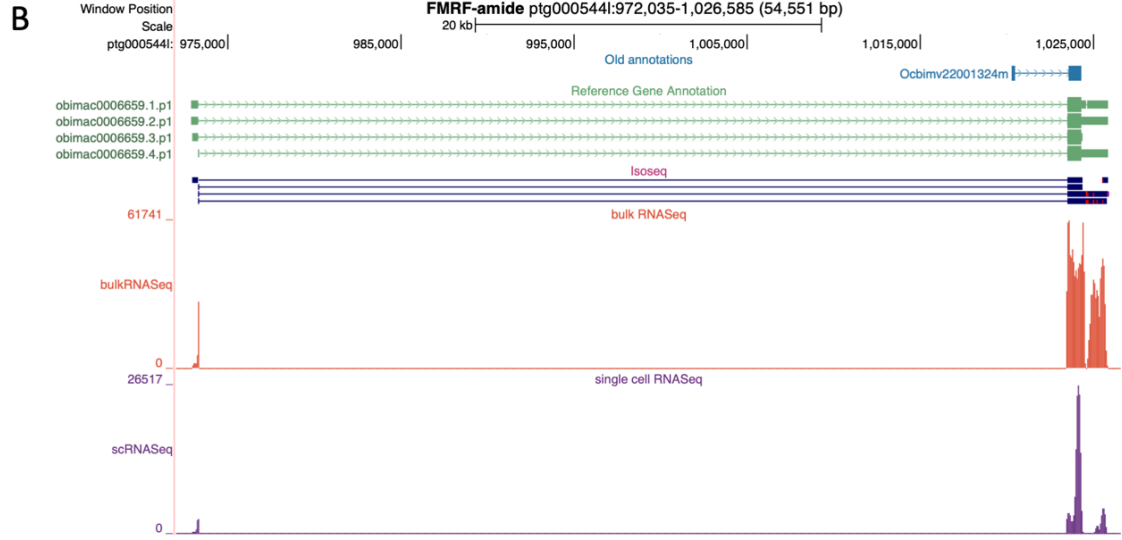 B
Window Position
FMRF-amide ptg000544l:972,035-1,026,585 (54,551 bp)
Scale
20 kb
ptg000544l:
975,000
985,000
995,000
1,005,000
1,015,000
1,025,000
Old annotations
Ocbimv22001324m
Reference Gene Annotation
obimac0006659.1.p1
obimac0006659.2.p1
obimac0006659.3.p1
obimac0006659.4.p1
Isoseq
61741
bulk RNASeq
bulkRNASeq
0
26517
single cell RNASeq
scRNASeq
0